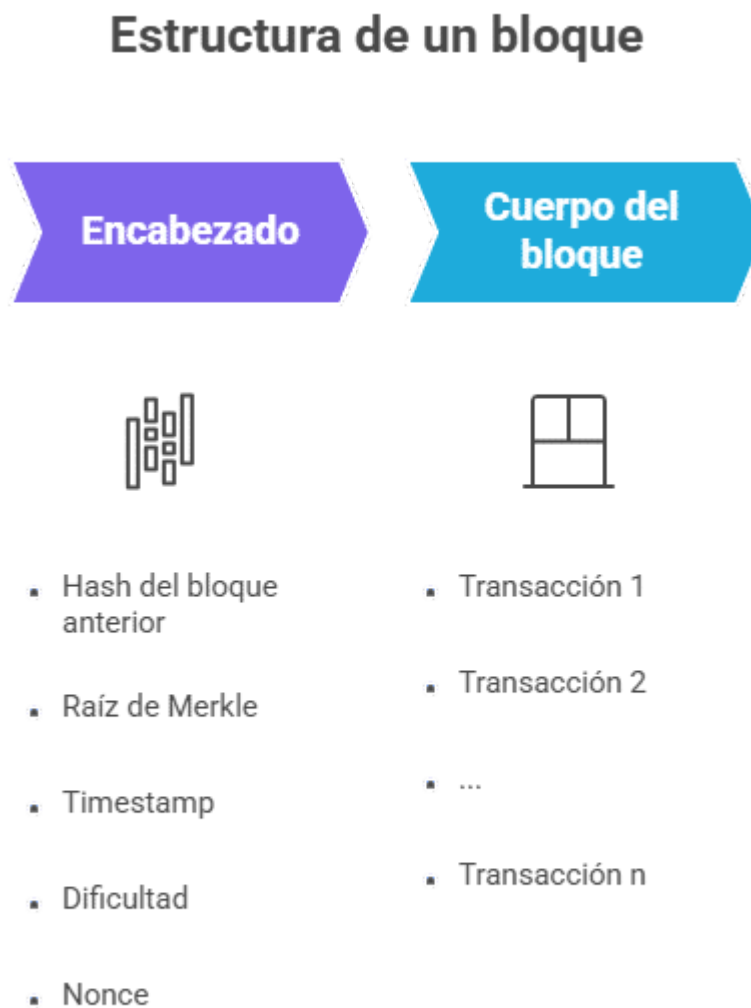 Estructura de un bloque
Encabezado
Hash del bloque
anterior
Raíz de Merkle
Timestamp
Dificultad
Nonce
Cuerpo del
bloque
Transacción 1
Transacción 2
...
Transacción n